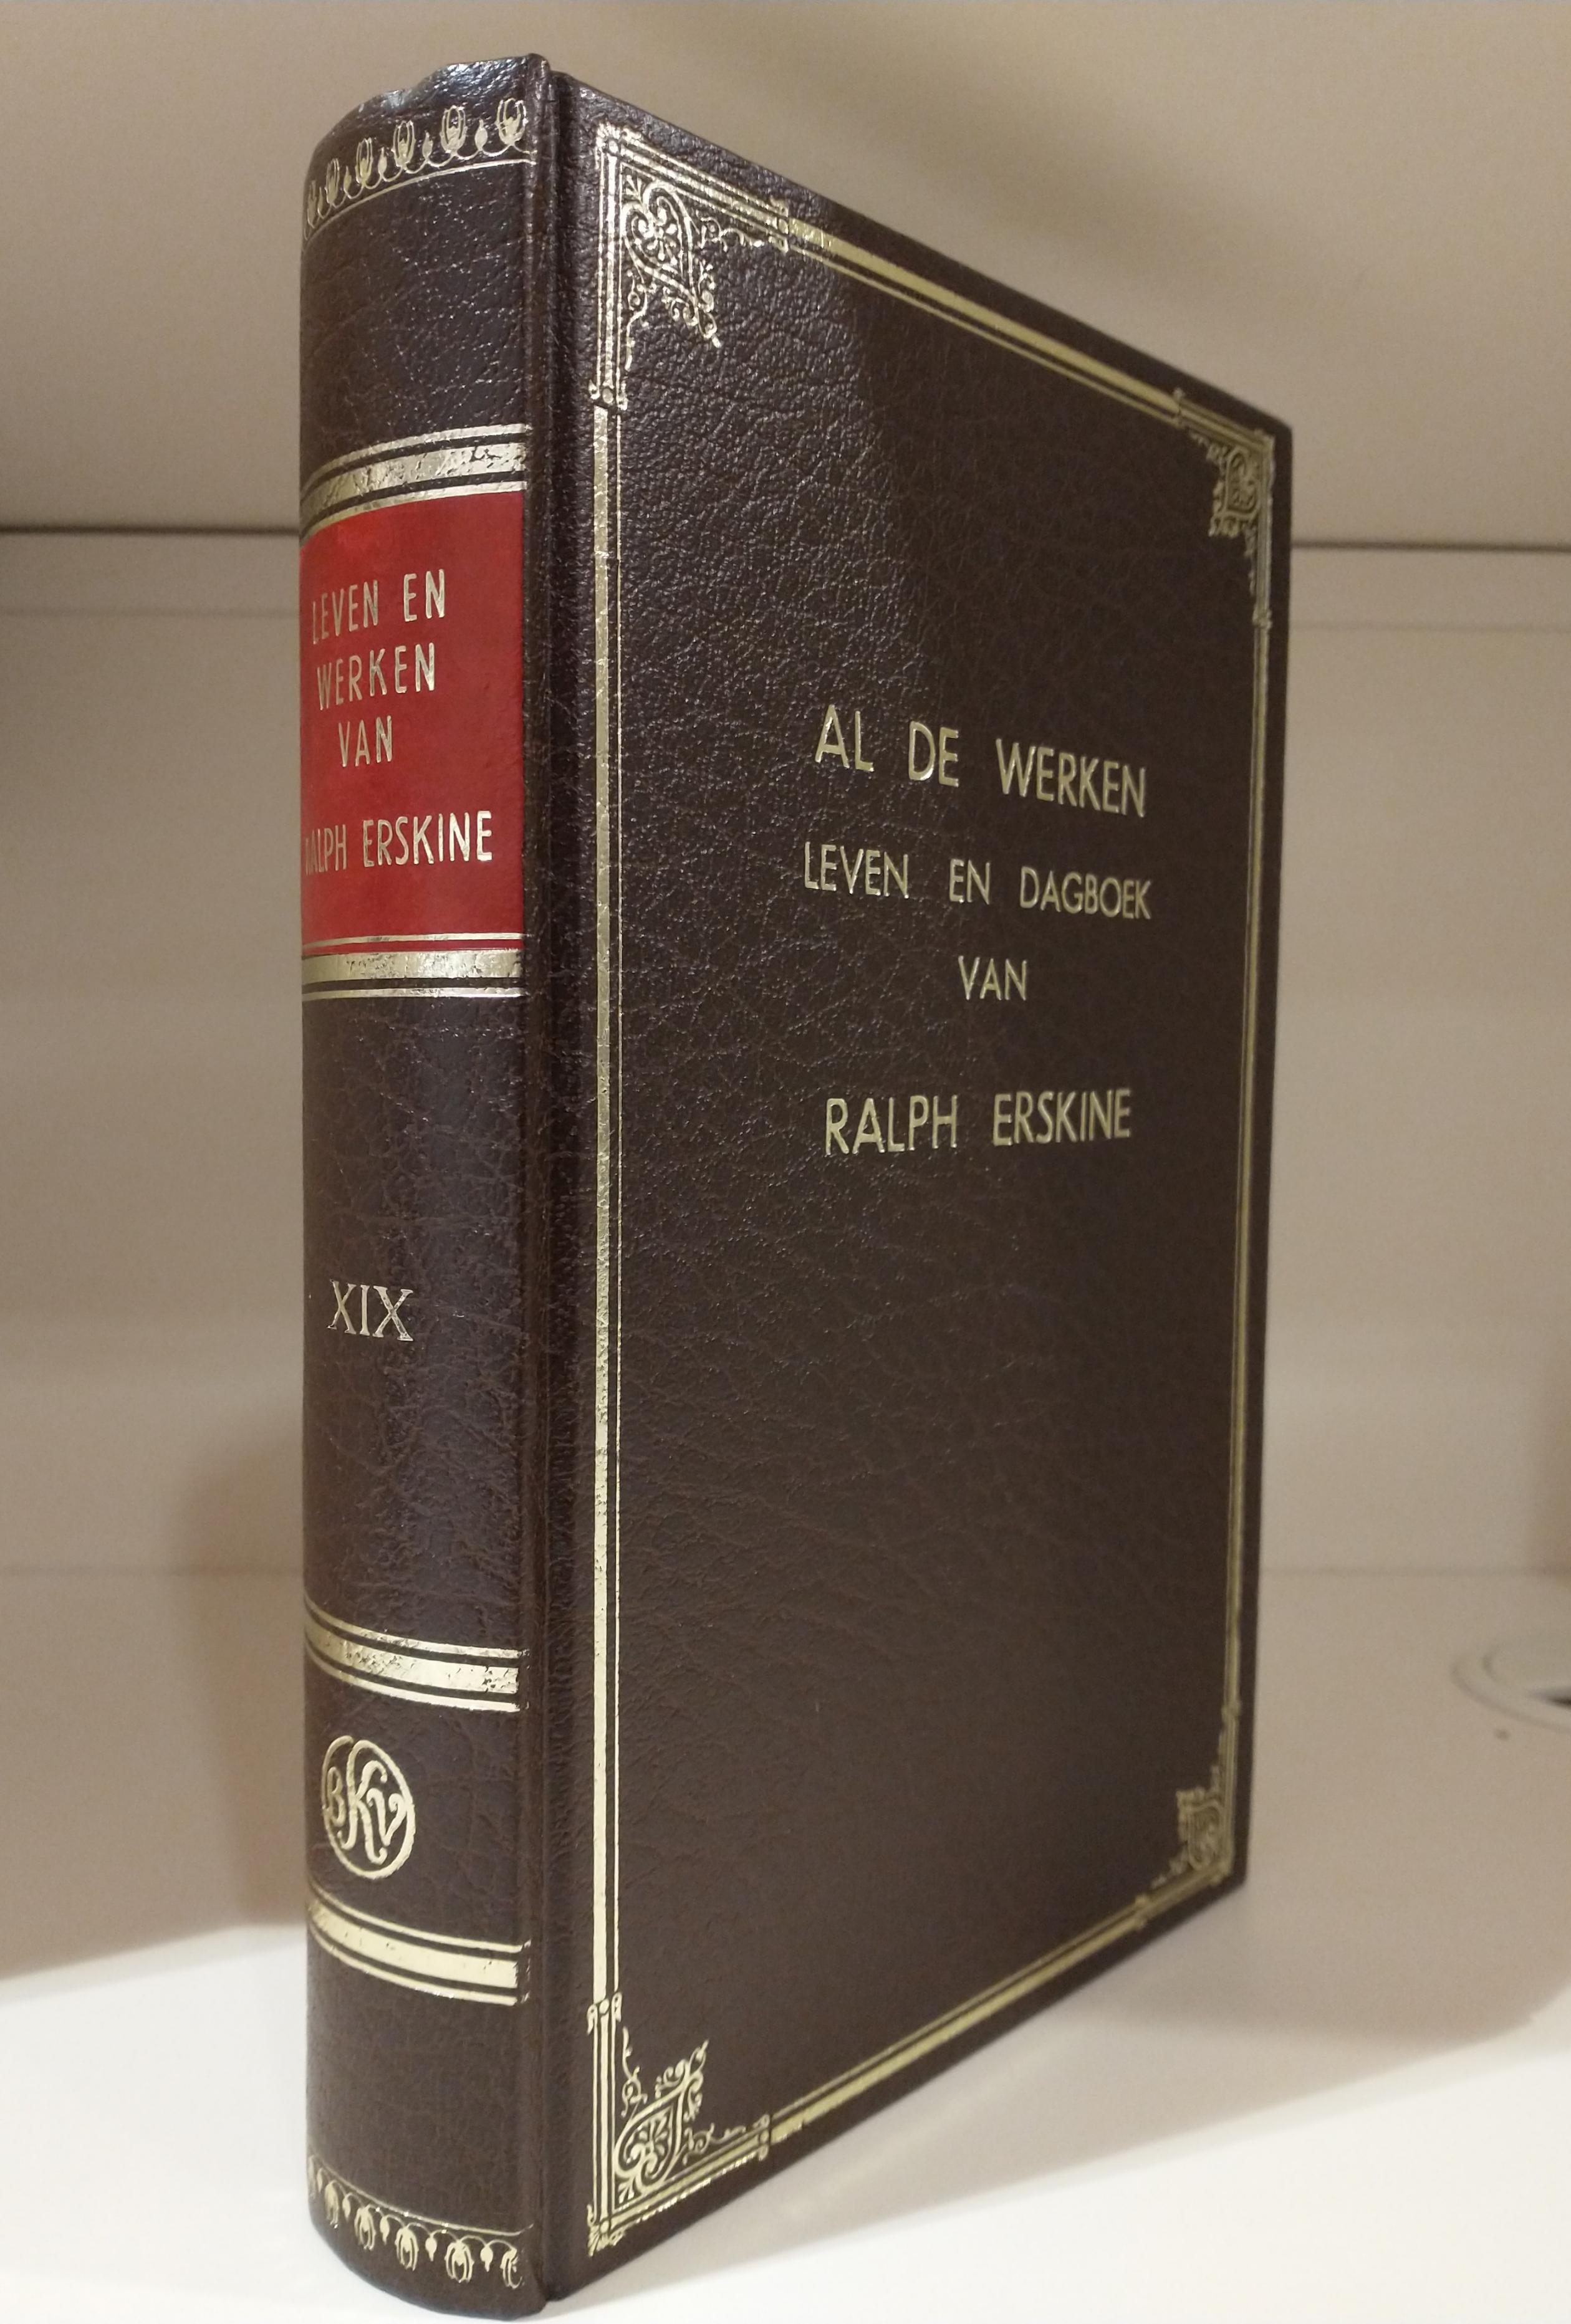 LEVEN EN
WERKEN
VAN
RALPH ERSKINE
XIX
BKV
AL DE WERKEN
LEVEN EN DAGBOEK
VAN
RALPH ERSKINE